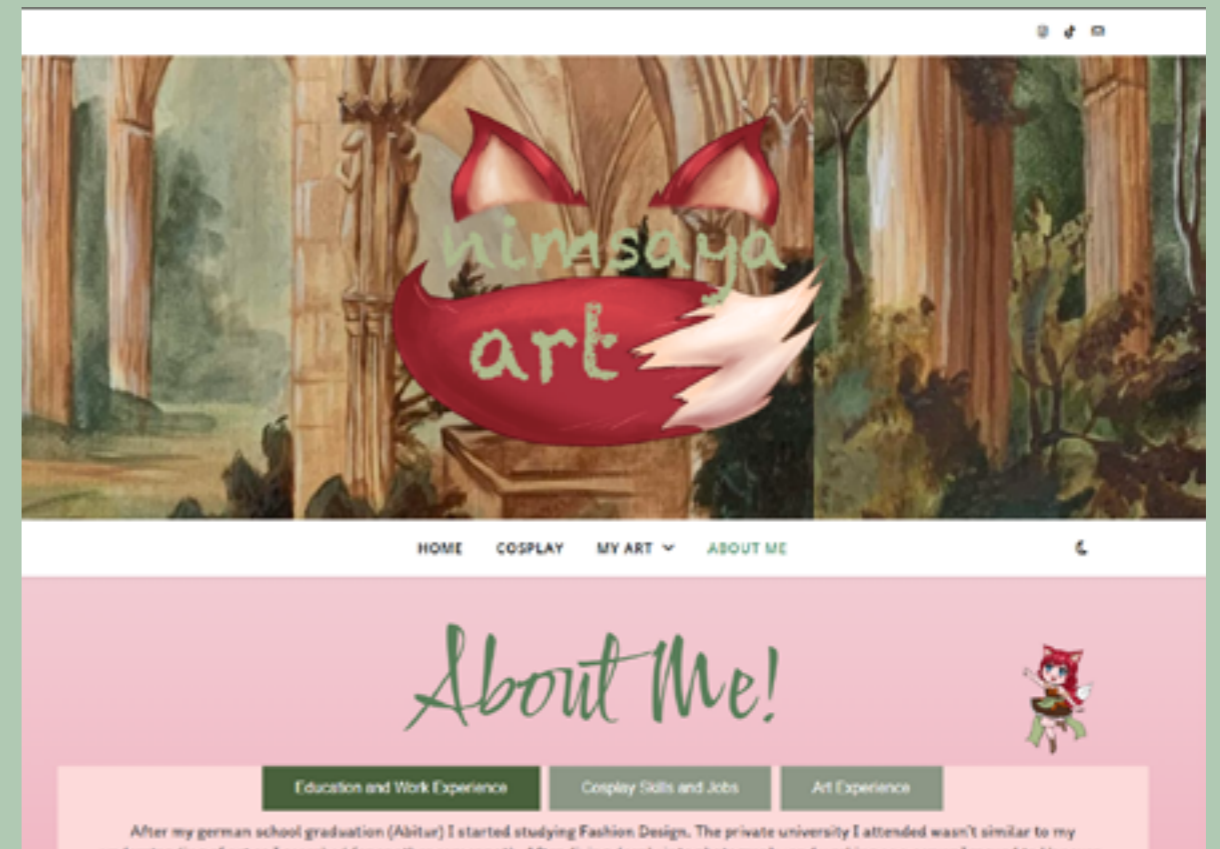 nimsaya
art
HOME COSPLAY MY ART ABOUT ME
About Me!
Education and Work Experience Cosplay Skills and Jobs Art Experience
After my german school graduation (Abitur) I started studying Fashion Design. The private university I attended wasn't similar to my